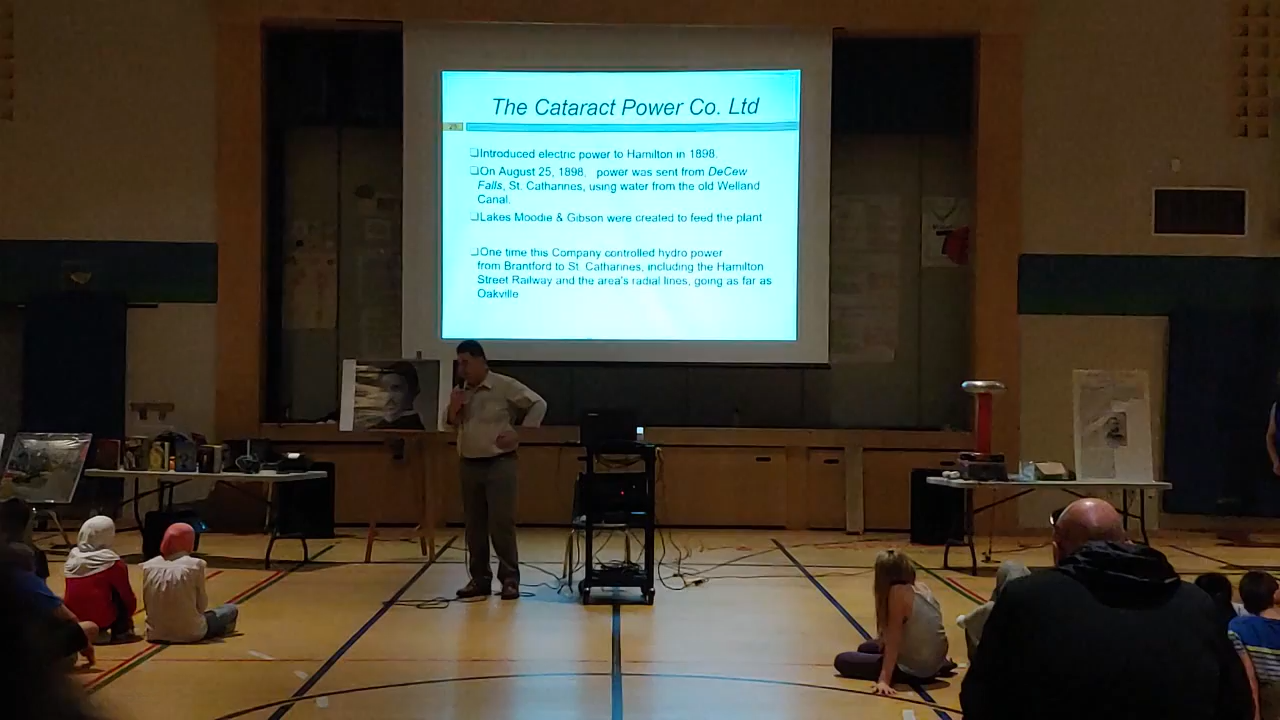 The Cataract Power Co. Ltd
❑Introduced electric power to Hamilton in 1898.
❑On August 25, 1898, power was sent from DeCew
Falls, St. Catharines, using water from the old Welland
Canal.
❑Lakes Moodie & Gibson were created to feed the plant
❑One time this Company controlled hydro power
from Brantford to St. Catharines, including the Hamilton
Street Railway and the area's radial lines, going as far as
Oakville